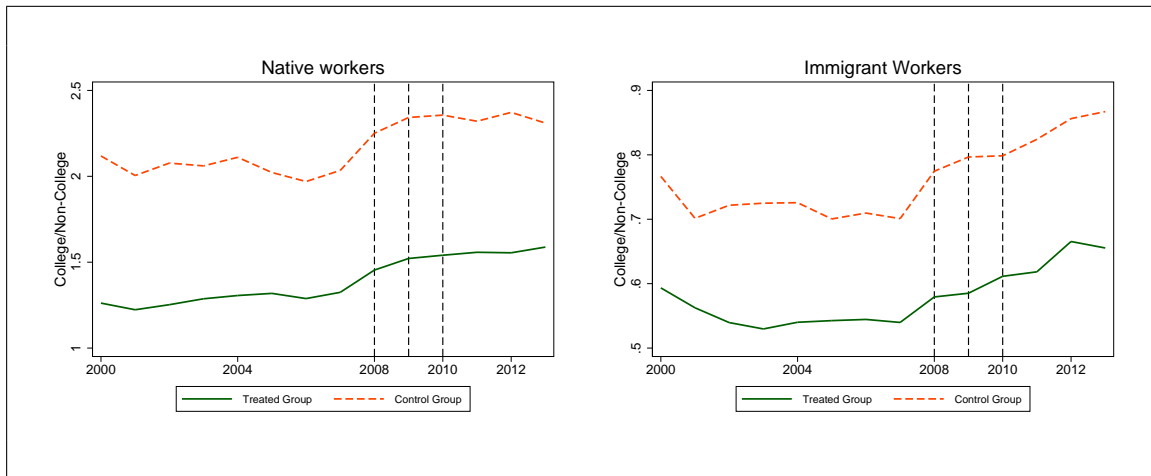 Native workers
College/Non-College
2.5
2
1.5
1
2000 2004 2008 2010 2012
Treated Group Control Group
Immigrant Workers
College/Non-College
.9
.8
.7
.6
.5
2000 2004 2008 2010 2012
Treated Group Control Group